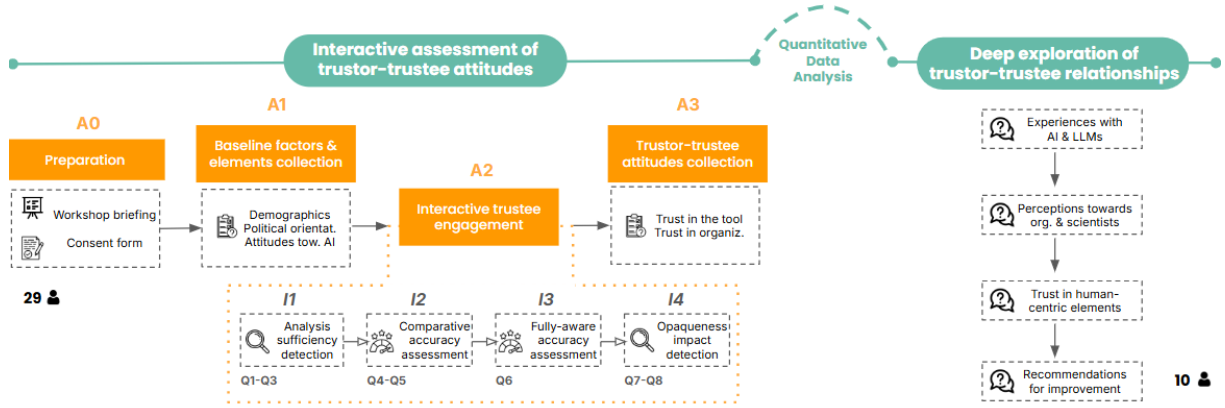 Interactive assessment of
trustor-trustee attitudes
Quantitative
Data
Analysis
Deep exploration of
trustor-trustee relationships
A0
Preparation
Workshop briefing
Consent form
29
A1
Baseline factors &
elements collection
Demographics
Political orientat.
Attitudes tow. AI
A2
Interactive trustee
engagement
A3
Trustor-trustee
attitudes collection
Trust in the tool
Trust in organiz.
I1
Analysis
sufficiency
detection
Q1-Q3
I2
Comparative
accuracy
assessment
Q4-Q5
I3
Fully-aware
accuracy
assessment
Q6
I4
Opaqueness
impact
detection
Q7-Q8
Experiences with
AI & LLMs
Perceptions towards
org. & scientists
Trust in human-
centric elements
Recommendations
for improvement
10